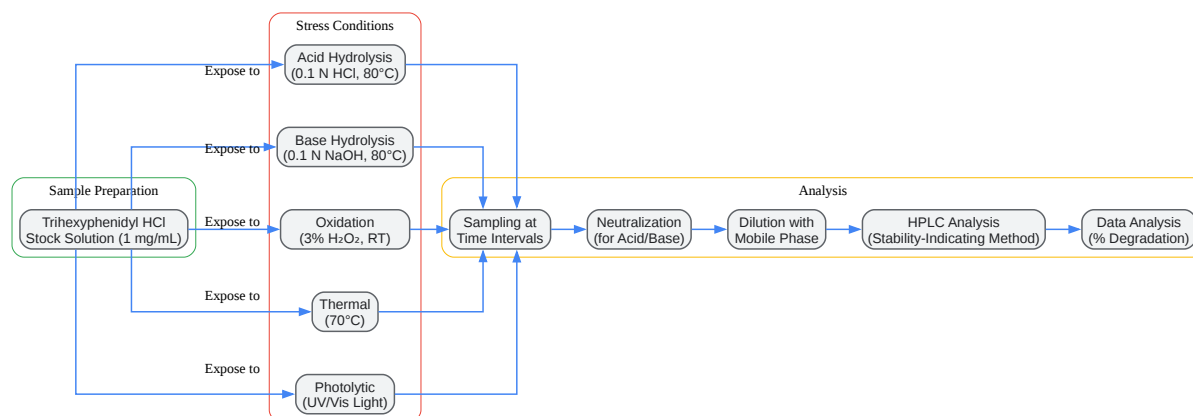 Stress Conditions
Acid Hydrolysis
(0.1 N HCl, 80°C)
Expose to
Base Hydrolysis
(0.1 N NaOH, 80°C)
Expose to
Sample Preparation
Trihexyphenidyl HCl
Stock Solution (1 mg/mL)
Expose to
Oxidation
(3% H₂O₂, RT)
Expose to
Thermal
(70°C)
Expose to
Photolytic
(UV/Vis Light)
Analysis
Sampling at
Time Intervals
Neutralization
(for Acid/Base)
Dilution with
Mobile Phase
HPLC Analysis
(Stability-Indicating Method)
Data Analysis
(% Degradation)